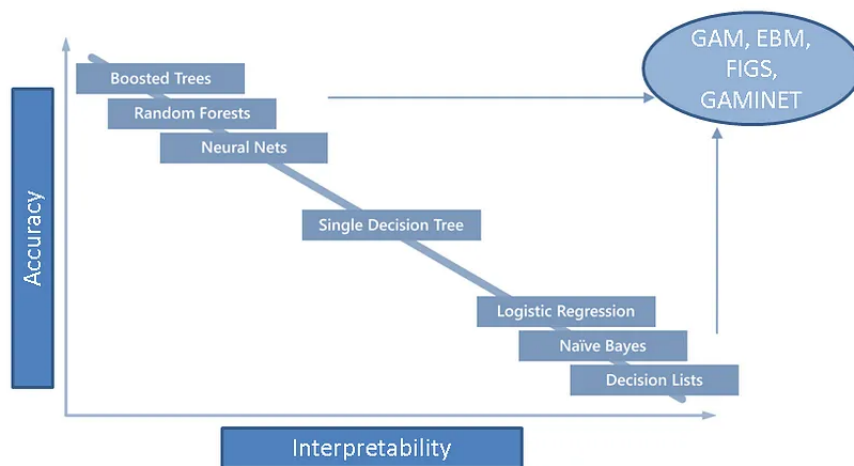 GAM, EBM,
FIGS,
GAMINET
Boosted Trees
Random Forests
Neural Nets
Single Decision Tree
Logistic Regression
Naïve Bayes
Decision Lists
Accuracy
Interpretability